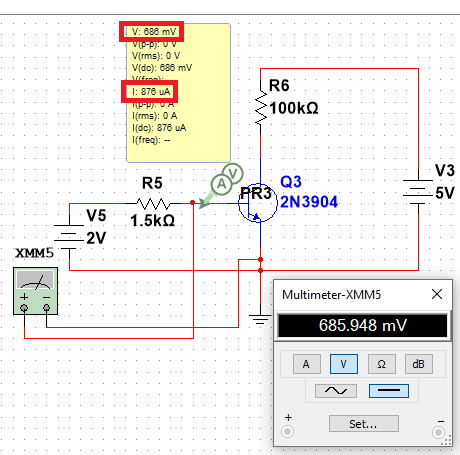 V: 686 mV
V(p-p): 0 V
V(rms): 0 V
V(dc): 686 mV
V(freq): --
I: 876 uA
I(p-p): 0 A
I(rms): 0 A
I(dc): 876 uA
I(freq): --
R6
100kΩ
V3
5V
A V
PR3
Q3
2N3904
R5
1.5kΩ
V5
2V
XMM5
+ -
Multimeter-XMM5
685.948 mV
A V Ω dB
Set...
+ -